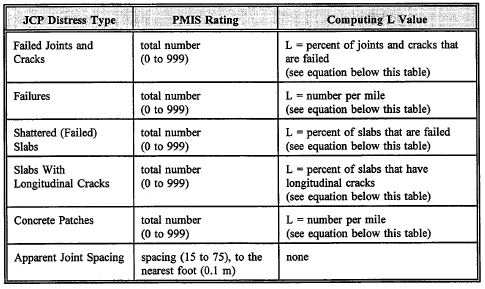 JCP Distress Type PMIS Rating Computing L Value
Failed Joints and total number L = percent of joints and cracks that
Cracks (0 to 999) are failed
(see equation below this table)
Failures total number L = number per mile
(0 to 999) (see equation below this table)
Shattered (Failed) total number L = percent of slabs that are failed
Slabs (0 to 999) (see equation below this table)
Slabs With total number L = percent of slabs that have
Longitudinal Cracks (0 to 999) longitudinal cracks
(see equation below this table)
Concrete Patches total number L = number per mile
(0 to 999) (see equation below this table)
Apparent Joint Spacing spacing (15 to 75), to the none
nearest foot (0.1 m)